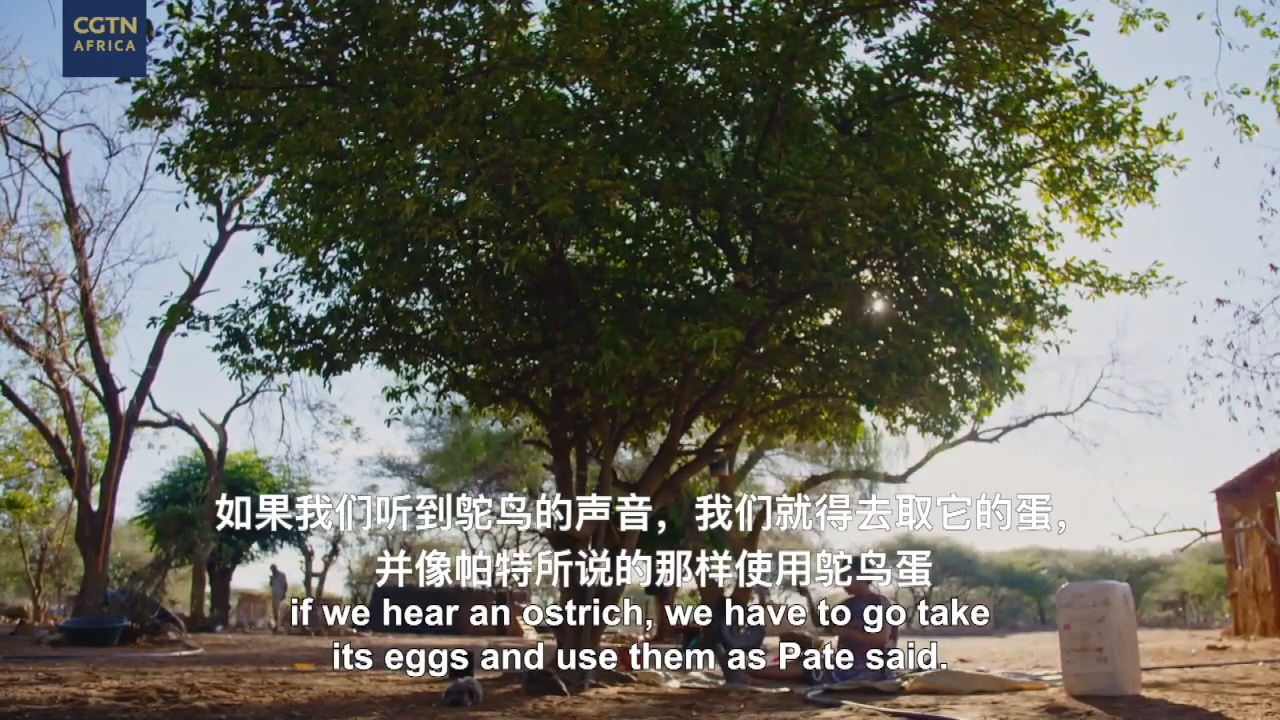 CGTN
AFRICA
如果我们听到鸵鸟的声音，我们就得去取它的蛋，
并像帕特所说的那样使用鸵鸟蛋
if we hear an ostrich, we have to go take
its eggs and use them as Pate said.